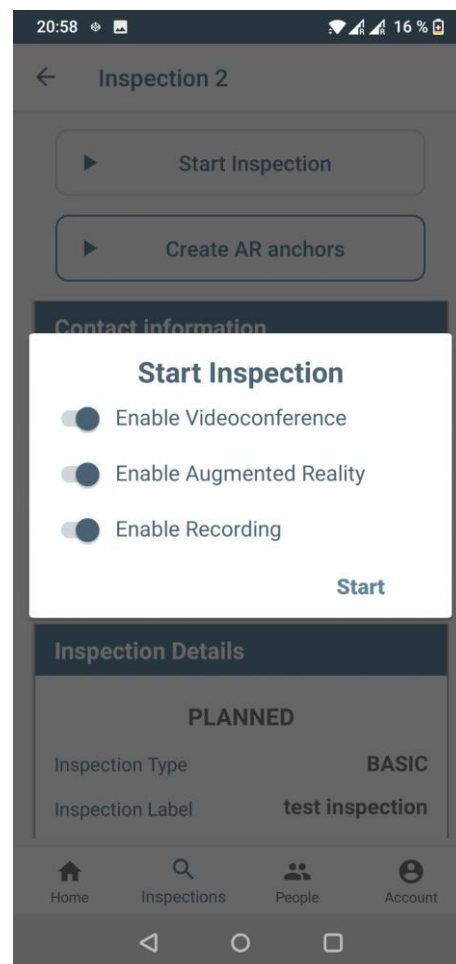 20:58 16 %
Inspection 2
Start Inspection
Create AR anchors
Contact information
Start Inspection
Enable Videoconference
Enable Augmented Reality
Enable Recording
Start
Inspection Details
PLANNED
Inspection Type BASIC
Inspection Label test inspection
Home Inspections People Account